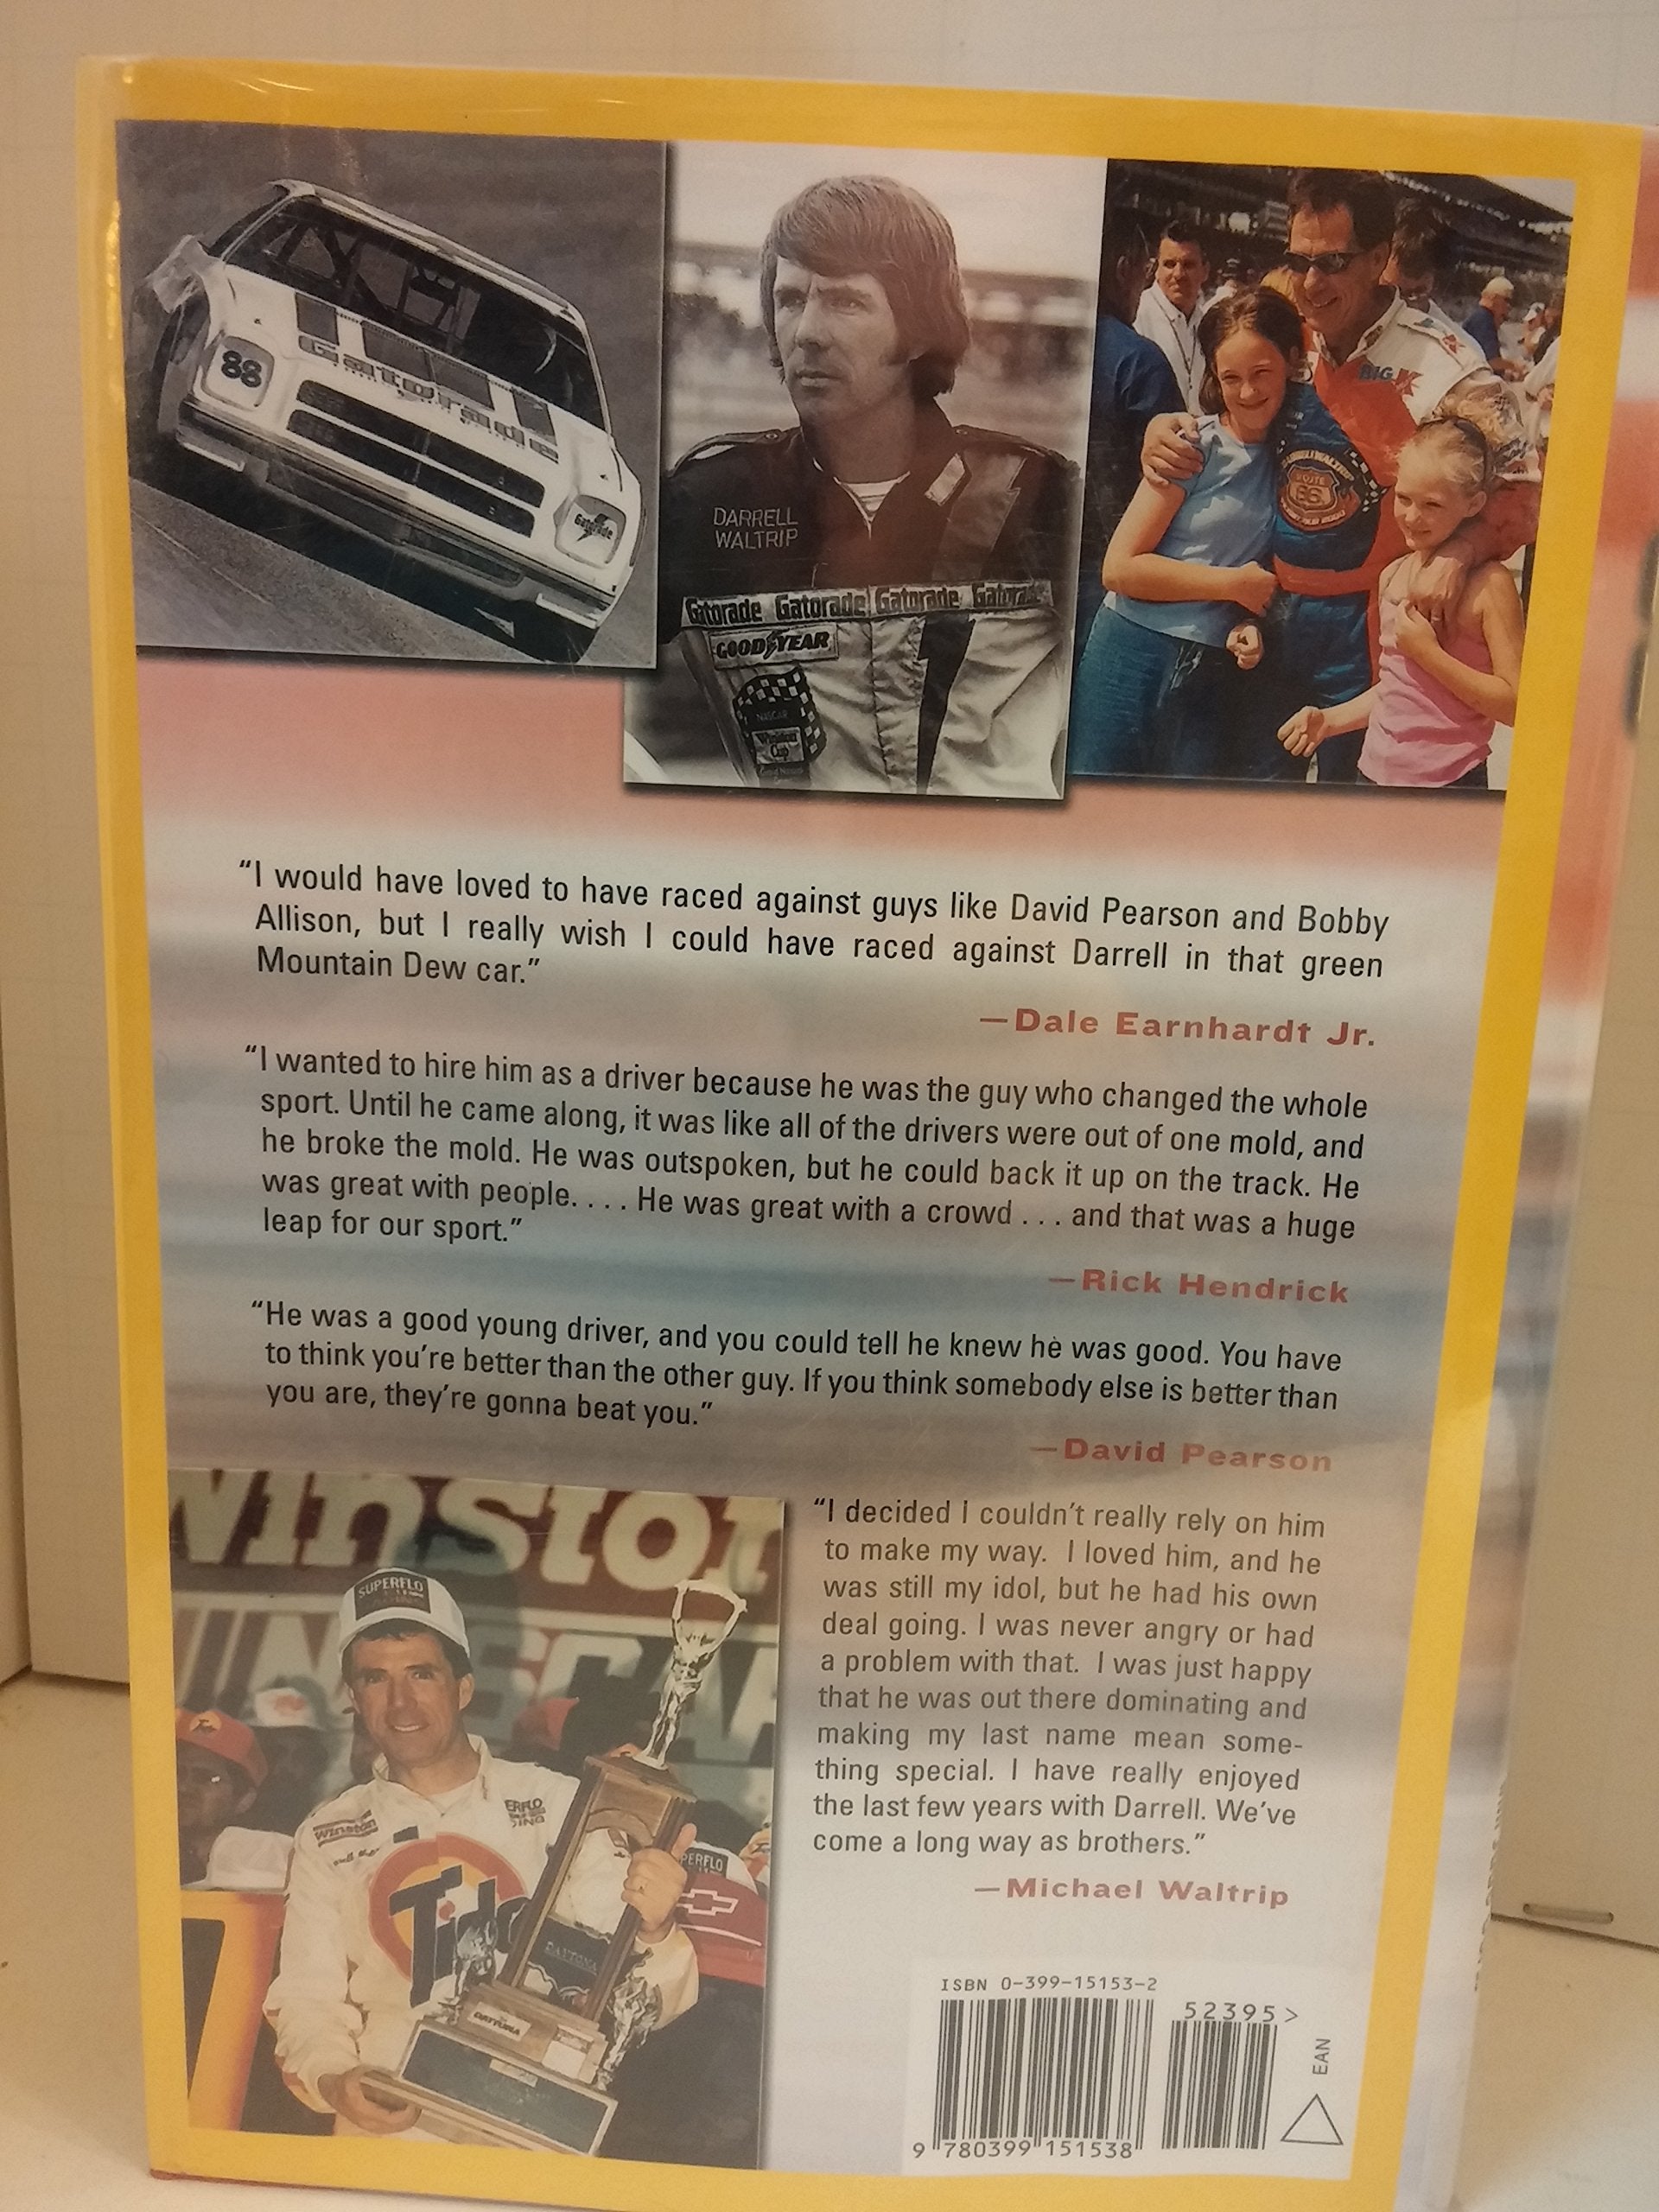 88
Gatorade
Gatorade
DARRELL
WALTRIP
Gatorade Gatorade Gatorade Gatorade
GOODYEAR
NASCAR
Winston
Cup
BIG K
ROUTE
66
“I would have loved to have raced against guys like David Pearson and Bobby
Allison, but I really wish I could have raced against Darrell in that green
Mountain Dew car.”
—Dale Earnhardt Jr.
“I wanted to hire him as a driver because he was the guy who changed the whole
sport. Until he came along, it was like all of the drivers were out of one mold, and
he broke the mold. He was outspoken, but he could back it up on the track. He
was great with people. . . . He was great with a crowd . . . and that was a huge
leap for our sport.”
—Rick Hendrick
“He was a good young driver, and you could tell he knew he was good. You have
to think you’re better than the other guy. If you think somebody else is better than
you are, they’re gonna beat you.”
—David Pearson
Winston
SUPERFLO
Winston
ERFLO
Tide
PERFLO
DAYTONA
DAYTONA
“I decided I couldn’t really rely on him
to make my way. I loved him, and he
was still my idol, but he had his own
deal going. I was never angry or had
a problem with that. I was just happy
that he was out there dominating and
making my last name mean some-
thing special. I have really enjoyed
the last few years with Darrell. We’ve
come a long way as brothers.”
—Michael Waltrip
ISBN 0-399-15153-2
52395>
EAN
9 780399 151538